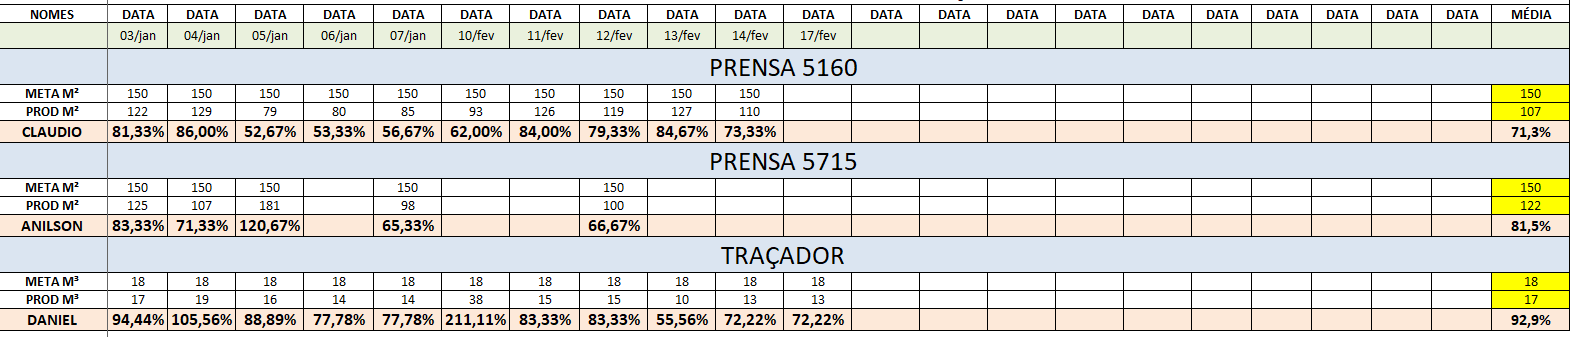 NOMES DATA DATA DATA DATA DATA DATA DATA DATA DATA DATA DATA DATA DATA DATA DATA DATA DATA DATA DATA DATA DATA DATA MÉDIA
03/jan 04/jan 05/jan 06/jan 07/jan 10/fev 11/fev 12/fev 13/fev 14/fev 17/fev
PRENSA 5160
META M² 150 150 150 150 150 150 150 150 150 150 150
PROD M² 122 129 79 80 85 93 126 119 127 110 107
CLAUDIO 81,33% 86,00% 52,67% 53,33% 56,67% 62,00% 84,00% 79,33% 84,67% 73,33% 71,3%
PRENSA 5715
META M² 150 150 150 150 150 150
PROD M² 125 107 181 98 100 122
ANILSON 83,33% 71,33% 120,67% 65,33% 66,67% 81,5%
TRAÇADOR
META M³ 18 18 18 18 18 18 18 18 18 18 18 18
PROD M³ 17 19 16 14 14 38 15 15 10 13 13 17
DANIEL 94,44% 105,56% 88,89% 77,78% 77,78% 211,11% 83,33% 83,33% 55,56% 72,22% 72,22% 92,9%